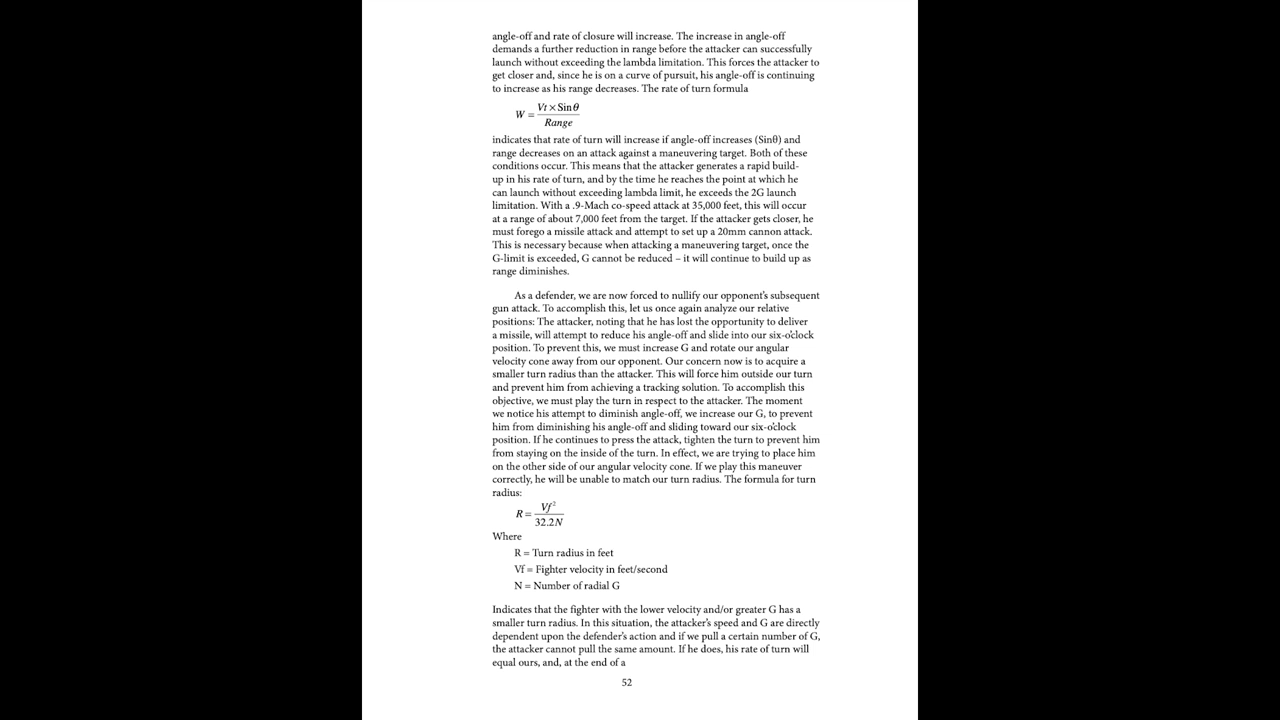 angle-off and rate of closure will increase. The increase in angle-off
demands a further reduction in range before the attacker can successfully
launch without exceeding the lambda limitation. This forces the attacker to
get closer and, since he is on a curve of pursuit, his angle-off is continuing
to increase as his range decreases. The rate of turn formula
W = Vt × Sin θ / Range
indicates that rate of turn will increase if angle-off increases (Sinθ) and
range decreases on an attack against a maneuvering target. Both of these
conditions occur. This means that the attacker generates a rapid build-
up in his rate of turn, and by the time he reaches the point at which he
can launch without exceeding lambda limit, he exceeds the 2G launch
limitation. With a .9-Mach co-speed attack at 35,000 feet, this will occur
at a range of about 7,000 feet from the target. If the attacker gets closer, he
must forego a missile attack and attempt to set up a 20mm cannon attack.
This is necessary because when attacking a maneuvering target, once the
G-limit is exceeded, G cannot be reduced – it will continue to build up as
range diminishes.
As a defender, we are now forced to nullify our opponent's subsequent
gun attack. To accomplish this, let us once again analyze our relative
positions: The attacker, noting that he has lost the opportunity to deliver
a missile, will attempt to reduce his angle-off and slide into our six-o'clock
position. To prevent this, we must increase G and rotate our angular
velocity cone away from our opponent. Our concern now is to acquire a
smaller turn radius than the attacker. This will force him outside our turn
and prevent him from achieving a tracking solution. To accomplish this
objective, we must play the turn in respect to the attacker. The moment
we notice his attempt to diminish angle-off, we increase our G, to prevent
him from diminishing his angle-off and sliding toward our six-o'clock
position. If he continues to press the attack, tighten the turn to prevent him
from staying on the inside of the turn. In effect, we are trying to place him
on the other side of our angular velocity cone. If we play this maneuver
correctly, he will be unable to match our turn radius. The formula for turn
radius:
R = Vf² / 32.2N
Where
R = Turn radius in feet
Vf = Fighter velocity in feet/second
N = Number of radial G
Indicates that the fighter with the lower velocity and/or greater G has a
smaller turn radius. In this situation, the attacker's speed and G are directly
dependent upon the defender's action and if we pull a certain number of G,
the attacker cannot pull the same amount. If he does, his rate of turn will
equal ours, and, at the end of a
52